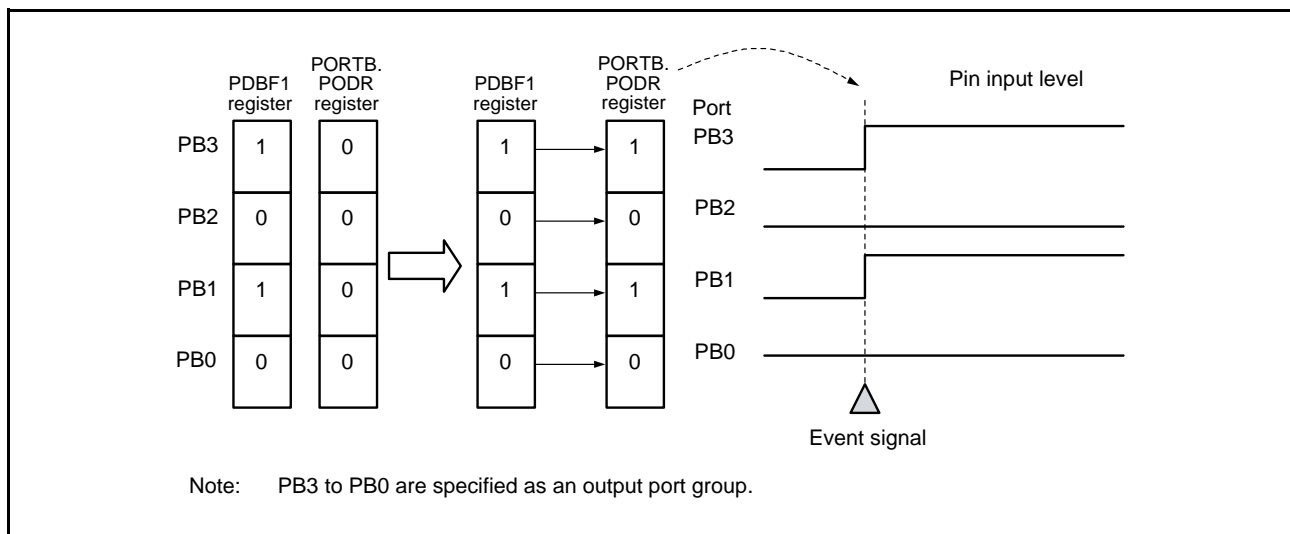 PDBF1
register
PORTB.
PODR
register
PDBF1
register
PORTB.
PODR
register
Pin input level
Port
PB3 1 0 1 1 PB3
PB2 0 0 0 0 PB2
PB1 1 0 1 1 PB1
PB0 0 0 0 0 PB0
Event signal
Note: PB3 to PB0 are specified as an output port group.